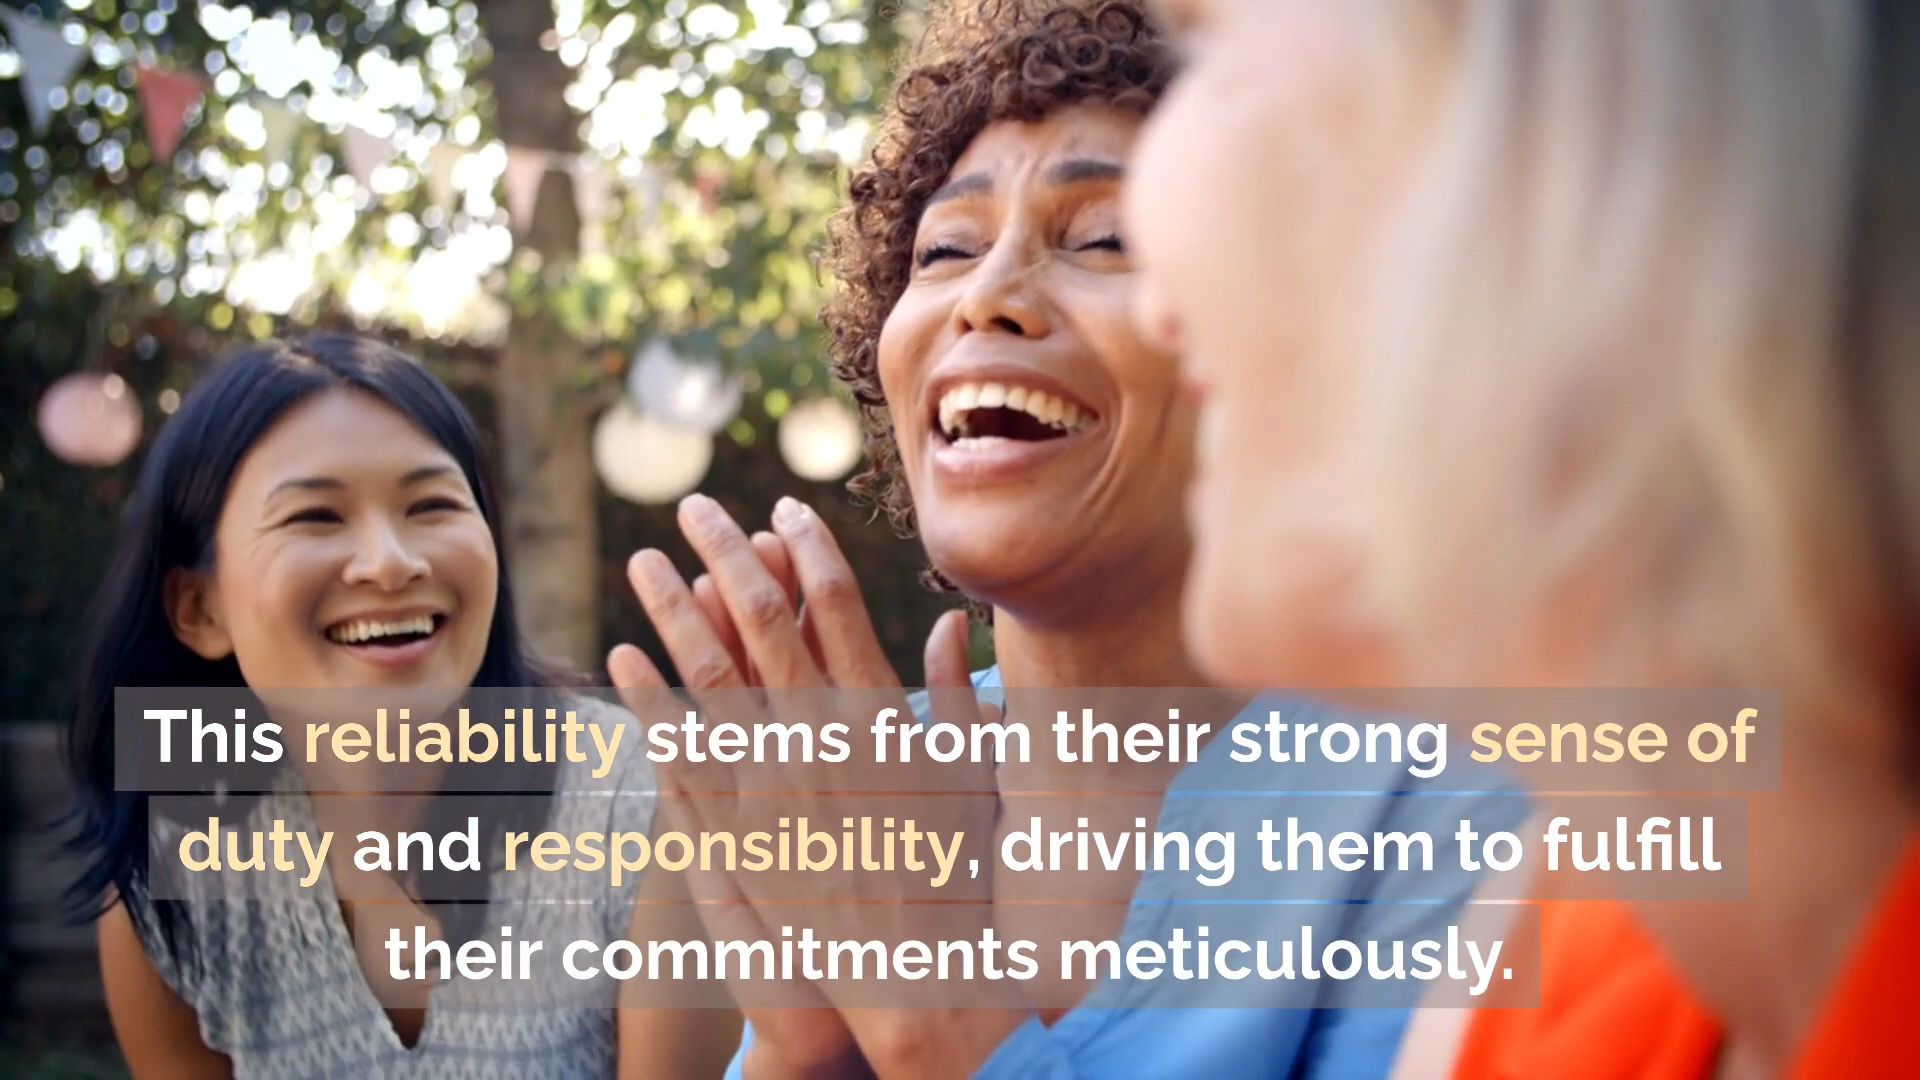 This reliability stems from their strong sense of
duty and responsibility, driving them to fulfill
their commitments meticulously.